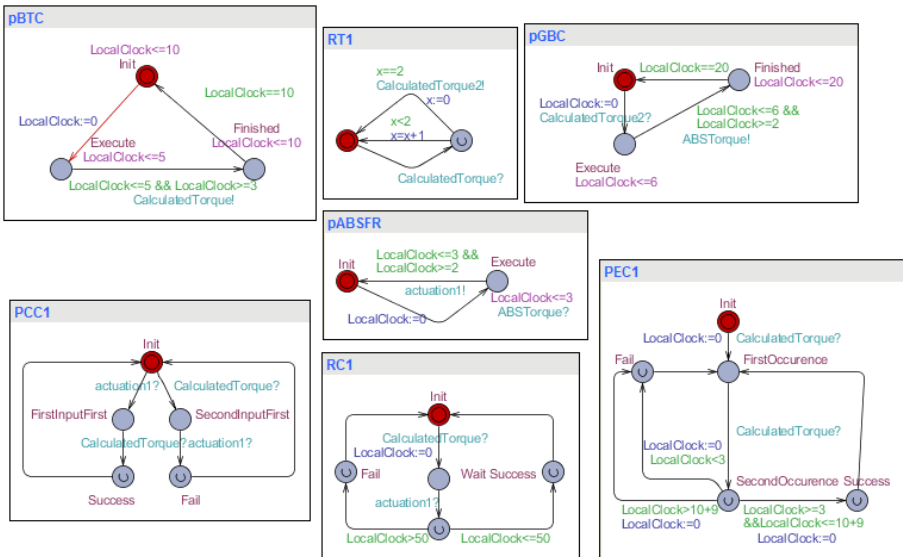 pBTC
LocalClock<=10
Init
LocalClock==10
LocalClock:=0
Finished
LocalClock<=10
Execute
LocalClock<=5
LocalClock<=5 && LocalClock>=3
CalculatedTorque!
RT1
x==2
CalculatedTorque2!
x:=0
x<2
x=x+1
CalculatedTorque?
pGBC
Init
LocalClock==20
Finished
LocalClock<=20
LocalClock:=0
CalculatedTorque2?
LocalClock<=6 &&
LocalClock>=2
ABSTorque!
Execute
LocalClock<=6
pABSFR
LocalClock<=3 &&
LocalClock>=2
Init
Execute
actuation1!
LocalClock<=3
LocalClock:=0
ABSTorque?
PCC1
Init
actuation1?
CalculatedTorque?
FirstInputFirst
SecondInputFirst
CalculatedTorque?
actuation1?
Success
Fail
RC1
Init
CalculatedTorque?
LocalClock:=0
Fail
Wait Success
actuation1?
LocalClock>50
LocalClock<=50
PEC1
Init
LocalClock:=0
CalculatedTorque?
Fail
FirstOccurence
CalculatedTorque?
LocalClock:=0
LocalClock<3
SecondOccurence
Success
LocalClock>10+9
LocalClock:=0
LocalClock>=3
&&LocalClock<=10+9
LocalClock:=0